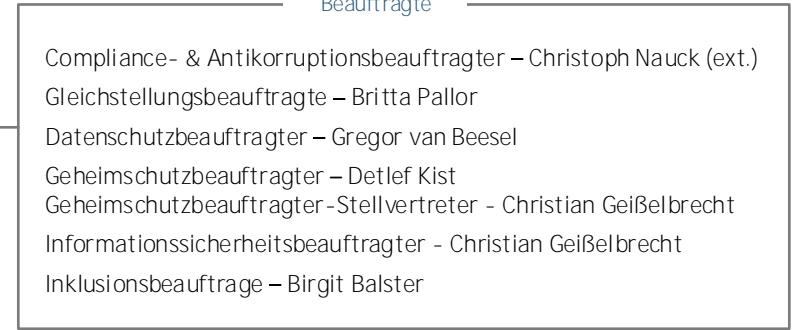 Beauftragte
Compliance- & Antikorruptionsbeauftragter – Christoph Nauck (ext.)
Gleichstellungsbeauftragte – Britta Pallor
Datenschutzbeauftragter – Gregor van Beesel
Geheimschutzbeauftragter – Detlef Kist
Geheimschutzbeauftragter-Stellvertreter - Christian Geißelbrecht
Informationssicherheitsbeauftragter - Christian Geißelbrecht
Inklusionsbeauftrage – Birgit Balster